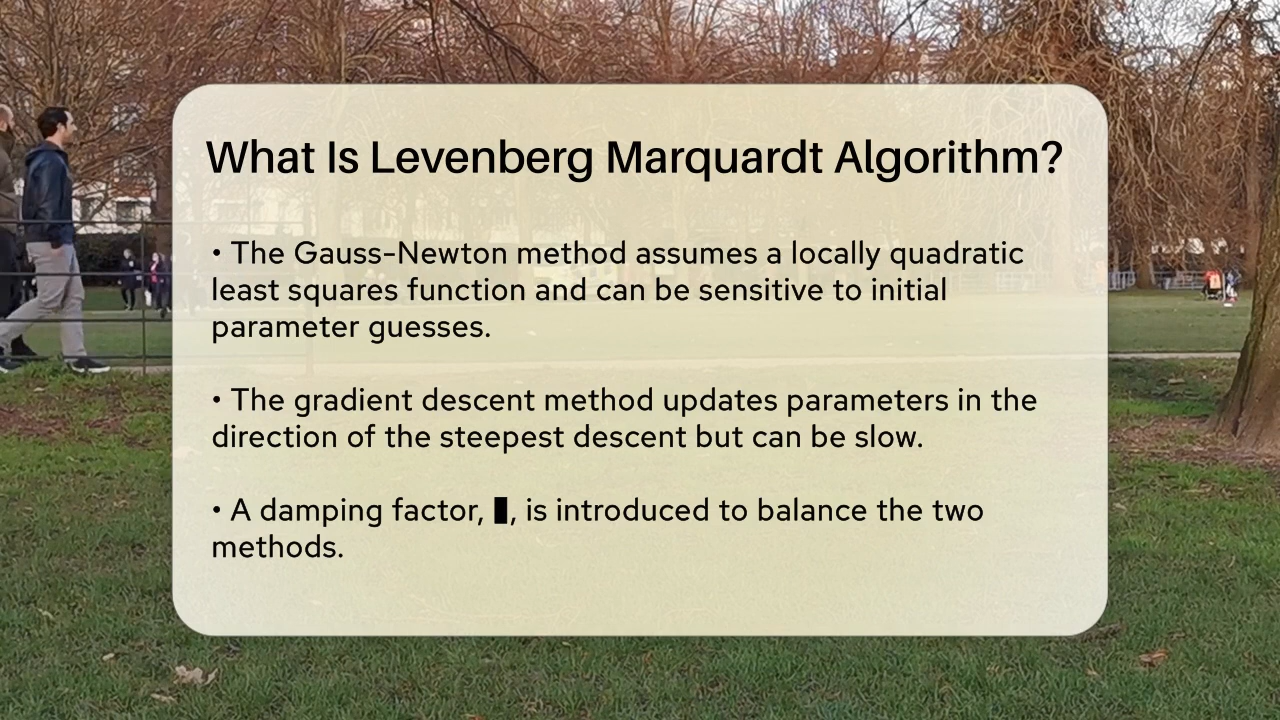 What Is Levenberg Marquardt Algorithm?
• The Gauss–Newton method assumes a locally quadratic
least squares function and can be sensitive to initial
parameter guesses.
• The gradient descent method updates parameters in the
direction of the steepest descent but can be slow.
• A damping factor, ▮, is introduced to balance the two
methods.